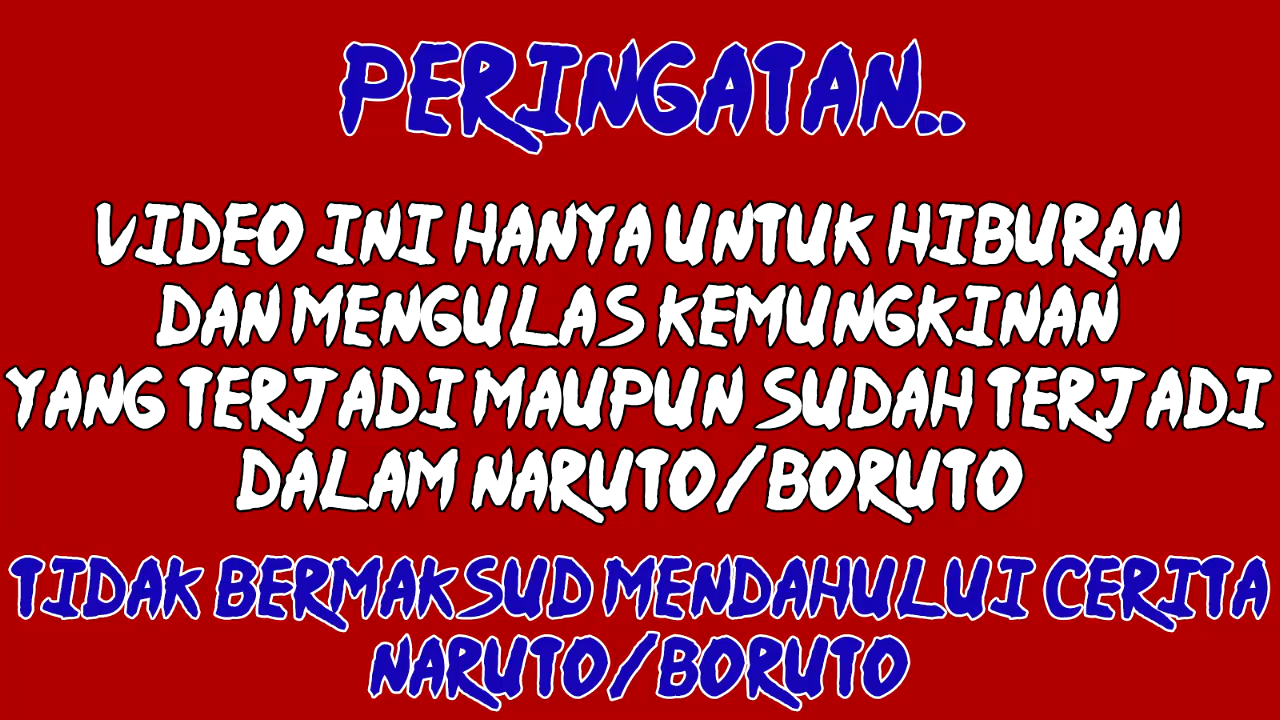 PERINGATAN..
VIDEO INI HANYA UNTUK HIBURAN
DAN MENGULAS KEMUNGKINAN
YANG TERJADI MAUPUN SUDAH TERJADI
DALAM NARUTO/BORUTO
TIDAK BERMAKSUD MENDAHULUI CERITA
NARUTO/BORUTO